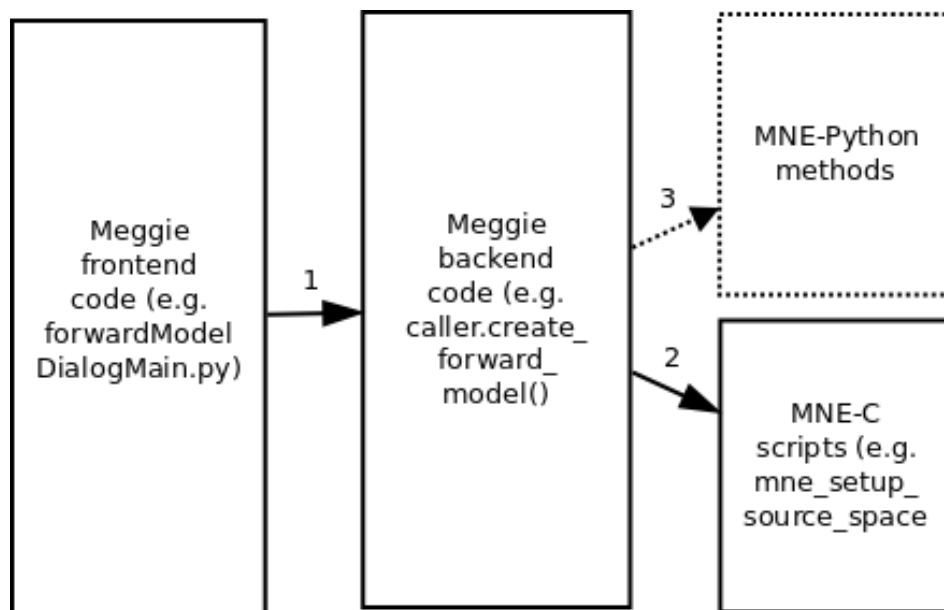 Meggie
frontend
code (e.g.
forwardModel
DialogMain.py)
1
Meggie
backend
code (e.g.
caller.create_
forward_
model()
3
2
MNE-Python
methods
MNE-C
scripts (e.g.
mne_setup_
source_space